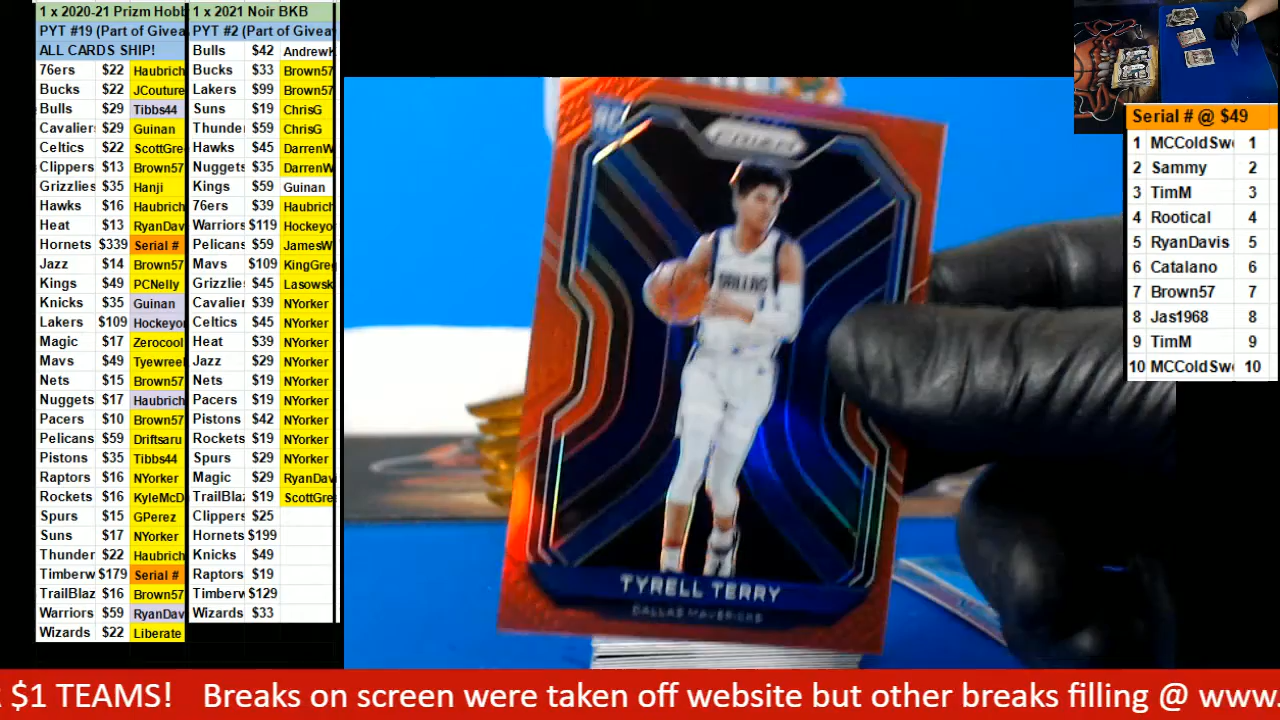 1 x 2020-21 Prizm Hobb
PYT #19 (Part of Giveа
ALL CARDS SHIP!
76ers $22 Haubrich
Bucks $22 JCouture
Bulls $29 Tibbs44
Cavaliers $29 Guinan
Celtics $22 ScottGre
Clippers $13 Brown57
Grizzlies $35 Hanji
Hawks $16 Haubrich
Heat $13 RyanDav
Hornets $339 Serial #
Jazz $14 Brown57
Kings $49 PCNelly
Knicks $35 Guinan
Lakers $109 Hockeyo
Magic $17 Zerocool
Mavs $49 Tyewree
Nets $15 Brown57
Nuggets $17 Haubrich
Pacers $10 Brown57
Pelicans $59 Driftsaru
Pistons $35 Tibbs44
Raptors $16 NYorker
Rockets $16 KyleMcD
Spurs $15 GPerez
Suns $17 NYorker
Thunder $22 Haubrich
Timberw $179 Serial #
TrailBlaz $16 Brown57
Warriors $59 RyanDav
Wizards $22 Liberate
1 x 2021 Noir BKB
PYT #2 (Part of Giveaw
Bulls $42 AndrewK
Bucks $33 Brown57
Lakers $99 Brown57
Suns $19 ChrisG
Thunde $59 ChrisG
Hawks $45 DarrenW
Nuggets $35 DarrenW
Kings $59 Guinan
76ers $39 Haubrich
Warriors $119 Hockeyo
Pelicans $59 JamesW
Mavs $109 KingGre
Grizzlie $45 Lasowsk
Cavalier $39 NYorker
Celtics $45 NYorker
Heat $39 NYorker
Jazz $29 NYorker
Nets $19 NYorker
Pacers $19 NYorker
Pistons $42 NYorker
Rockets $19 NYorker
Spurs $29 NYorker
Magic $29 RyanDav
TrailBlaz $19 ScottGre
Clippers $25
Hornets $199
Knicks $49
Raptors $19
Timberw $129
Wizards $33
RC
PRIZM
DALLAS
TYRELL TERRY
DALLAS MAVERICKS
Serial # @ $49
1 MCColdSwe 1
2 Sammy 2
3 TimM 3
4 Rootical 4
5 RyanDavis 5
6 Catalano 6
7 Brown57 7
8 Jas1968 8
9 TimM 9
10 MCColdSwe 10
$1 TEAMS! Breaks on screen were taken off website but other breaks filling @ www.